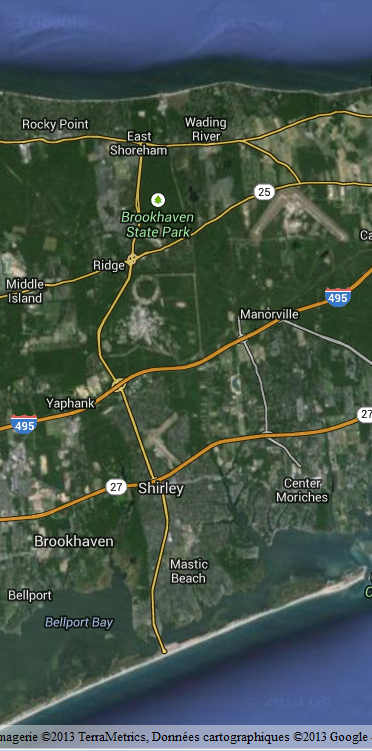 Rocky Point
East
Shoreham
Wading
River
25
Brookhaven
State Park
Ca
Ridge
Middle
Island
495
Manorville
Yaphank
495
27
27
Shirley
Center
Moriches
Brookhaven
Mastic
Beach
Bellport
Bellport Bay
magerie ©2013 TerraMetrics, Données cartographiques ©2013 Google